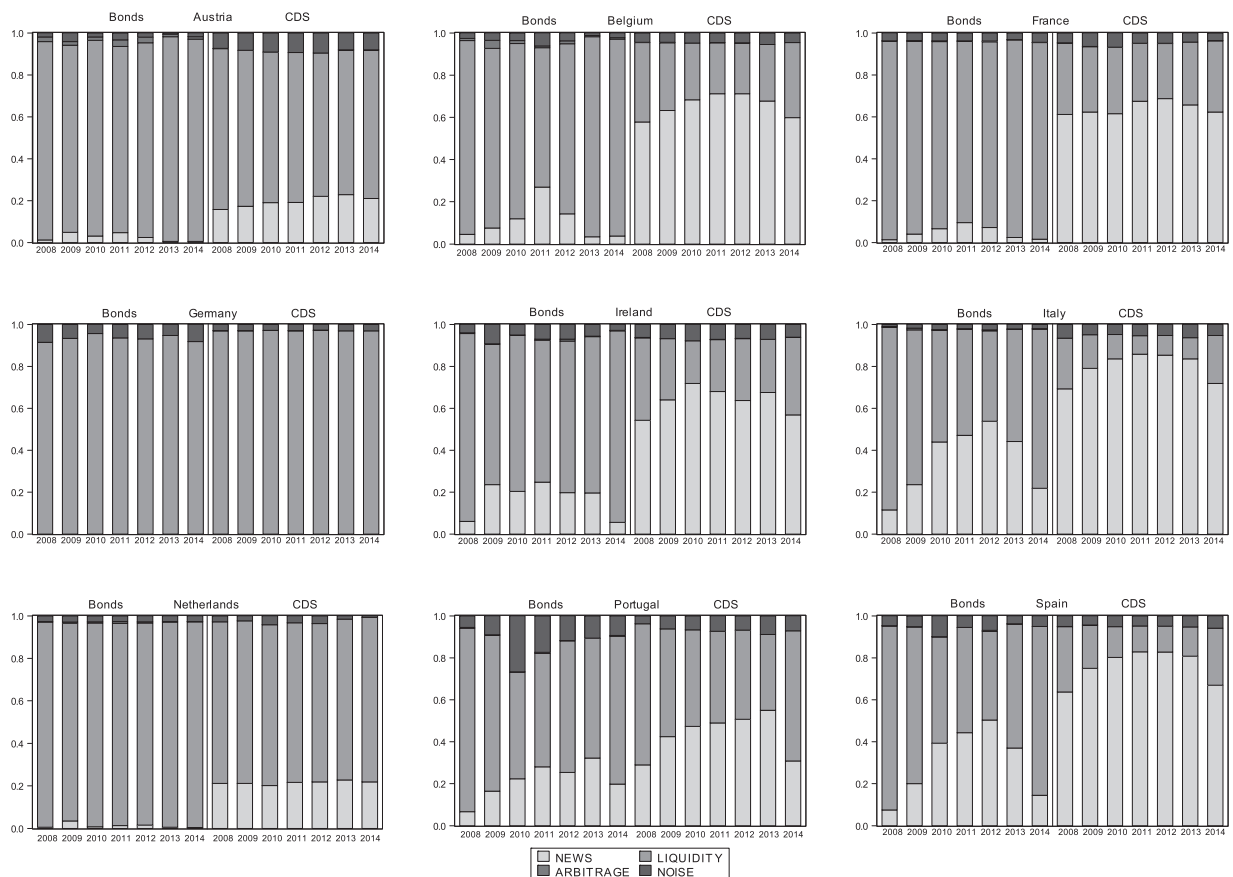 Bonds Austria CDS
1.0
0.8
0.6
0.4
0.2
0.0
2008 2009 2010 2011 2012 2013 2014 2008 2009 2010 2011 2012 2013 2014
Bonds Belgium CDS
1.0
0.8
0.6
0.4
0.2
0.0
2008 2009 2010 2011 2012 2013 2014 2008 2009 2010 2011 2012 2013 2014
Bonds France CDS
1.0
0.8
0.6
0.4
0.2
0.0
2008 2009 2010 2011 2012 2013 2014 2008 2009 2010 2011 2012 2013 2014
Bonds Germany CDS
1.0
0.8
0.6
0.4
0.2
0.0
2008 2009 2010 2011 2012 2013 2014 2008 2009 2010 2011 2012 2013 2014
Bonds Ireland CDS
1.0
0.8
0.6
0.4
0.2
0.0
2008 2009 2010 2011 2012 2013 2014 2008 2009 2010 2011 2012 2013 2014
Bonds Italy CDS
1.0
0.8
0.6
0.4
0.2
0.0
2008 2009 2010 2011 2012 2013 2014 2008 2009 2010 2011 2012 2013 2014
Bonds Netherlands CDS
1.0
0.8
0.6
0.4
0.2
0.0
2008 2009 2010 2011 2012 2013 2014 2008 2009 2010 2011 2012 2013 2014
Bonds Portugal CDS
1.0
0.8
0.6
0.4
0.2
0.0
2008 2009 2010 2011 2012 2013 2014 2008 2009 2010 2011 2012 2013 2014
Bonds Spain CDS
1.0
0.8
0.6
0.4
0.2
0.0
2008 2009 2010 2011 2012 2013 2014 2008 2009 2010 2011 2012 2013 2014
NEWS LIQUIDITY
ARBITRAGE NOISE